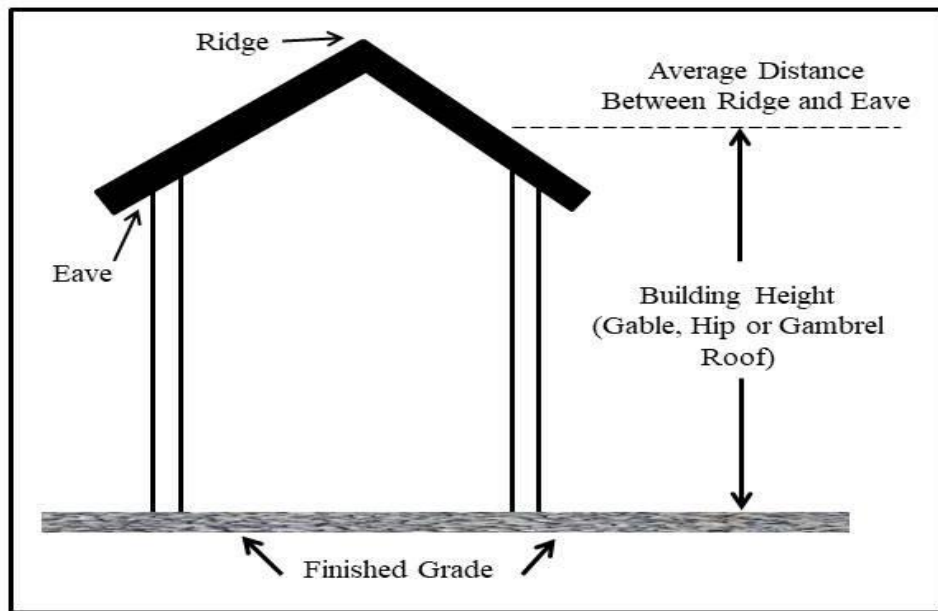 Ridge
Average Distance
Between Ridge and Eave
Eave
Building Height
(Gable, Hip or Gambrel
Roof)
Finished Grade